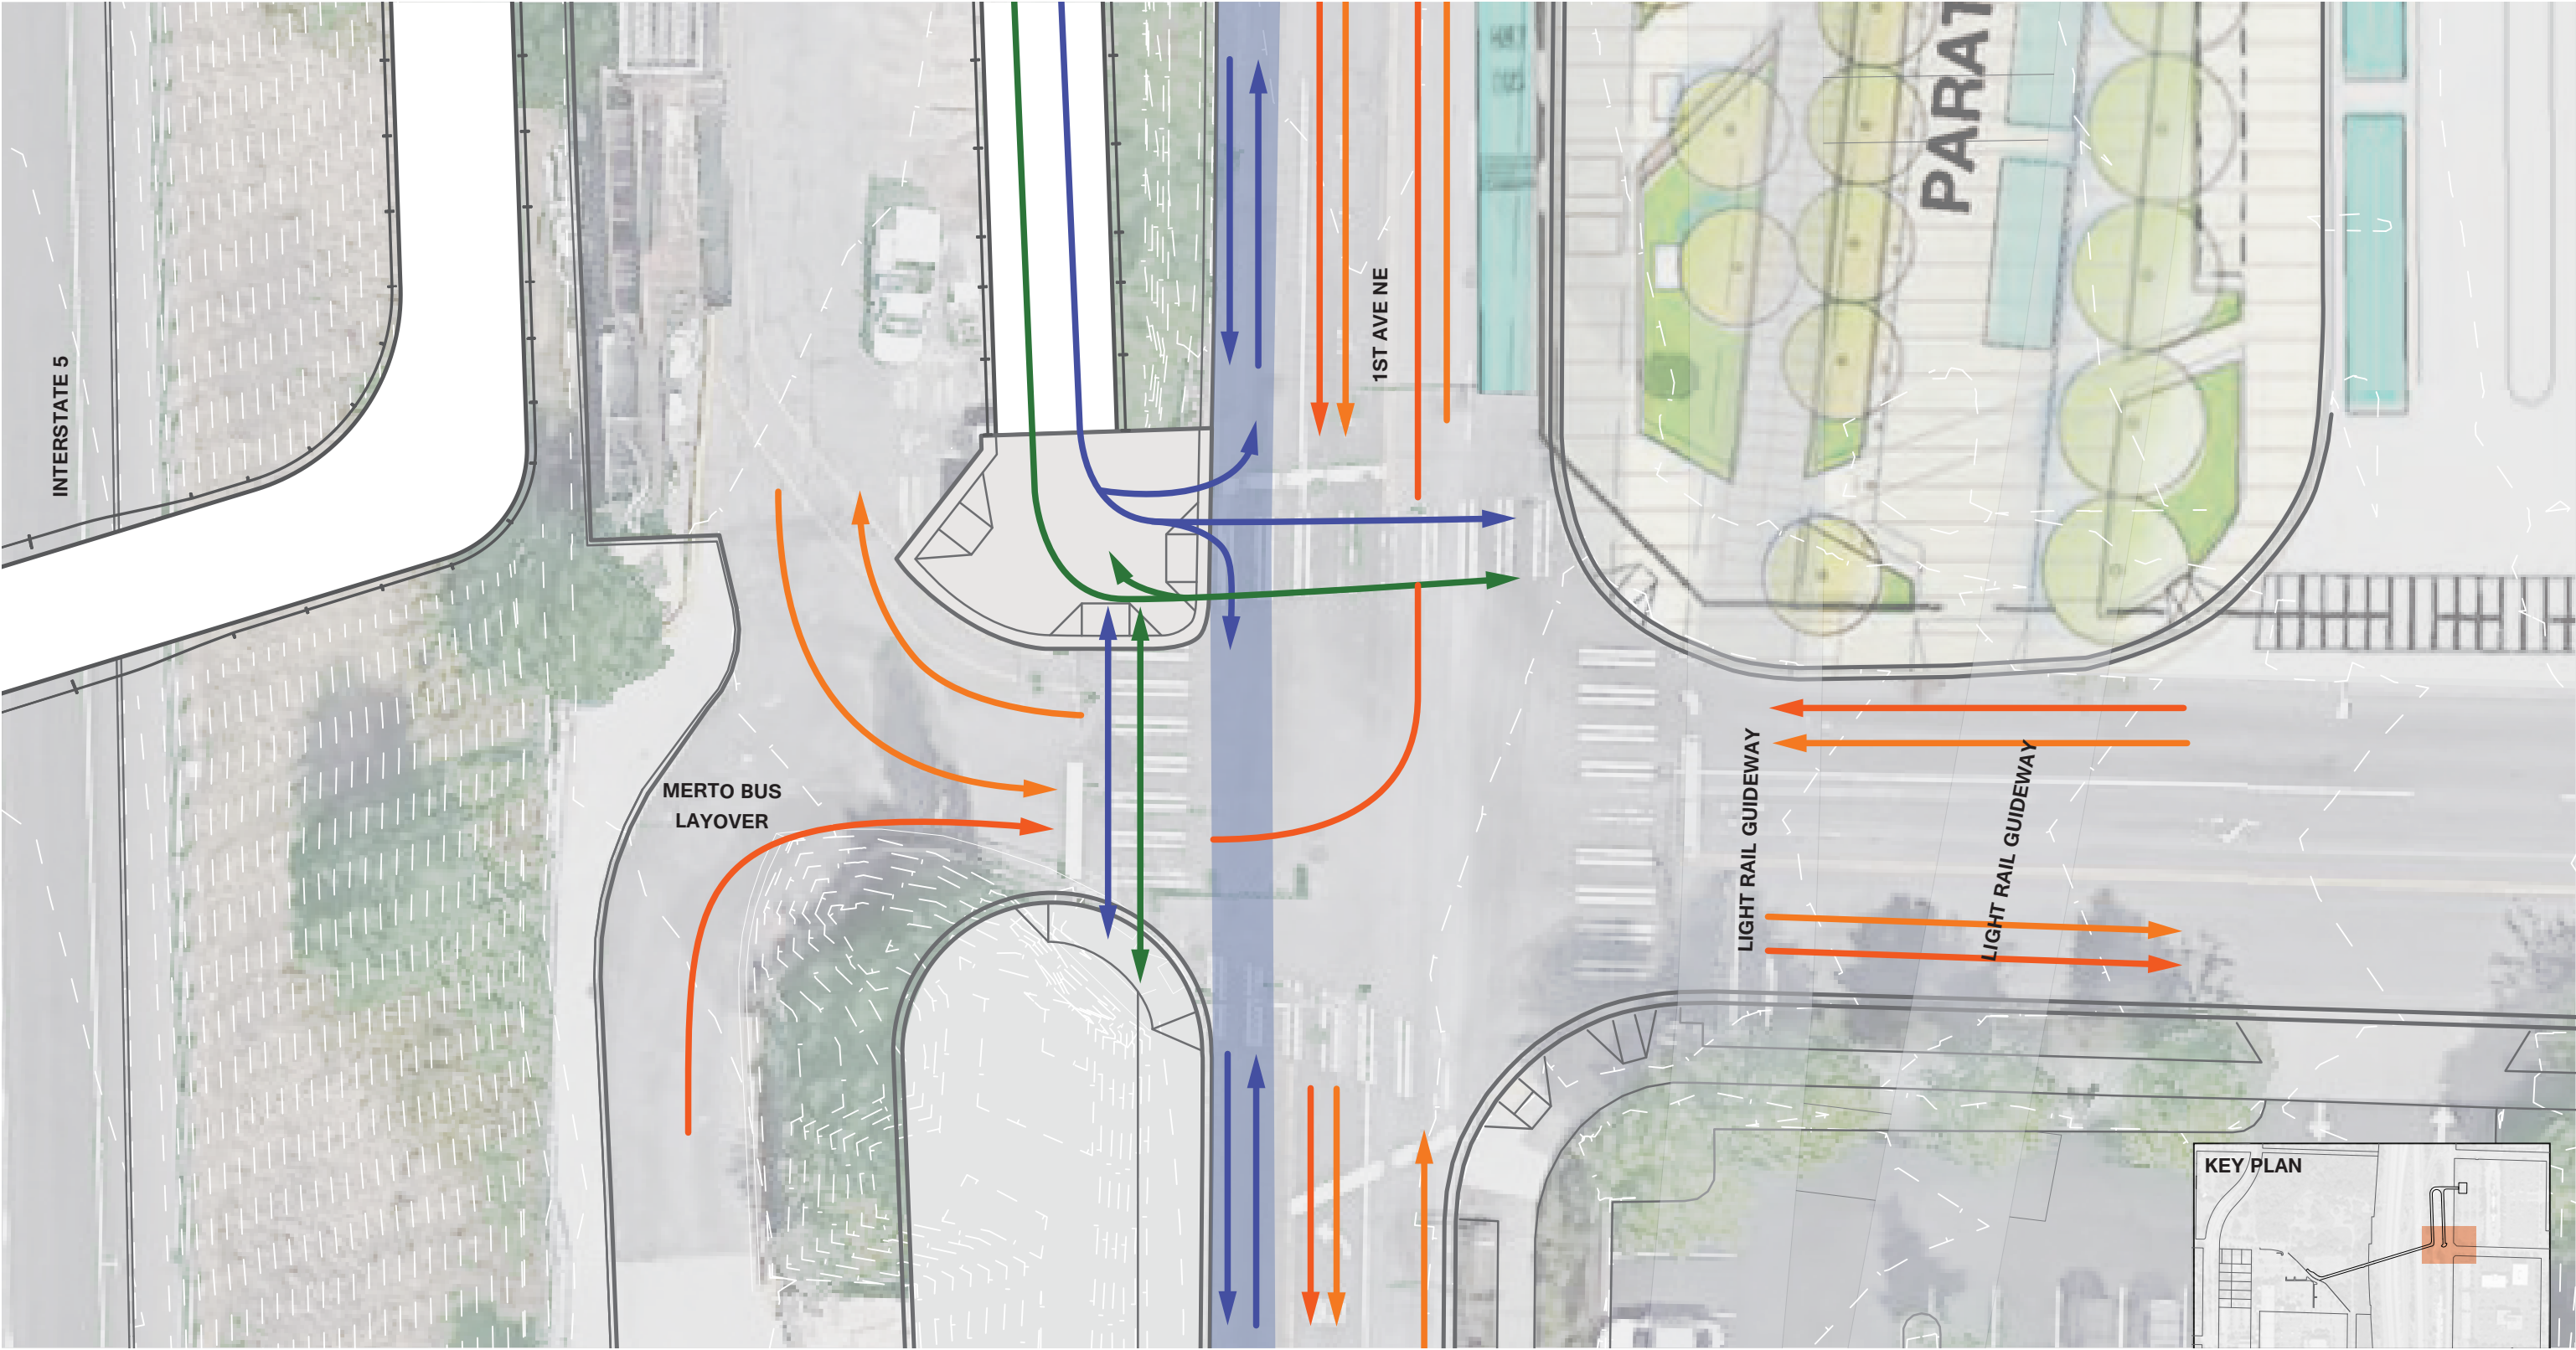 INTERSTATE 5
1ST AVE NE
PARAT
MERTO BUS
LAYOVER
LIGHT RAIL GUIDEWAY
LIGHT RAIL GUIDEWAY
KEY PLAN